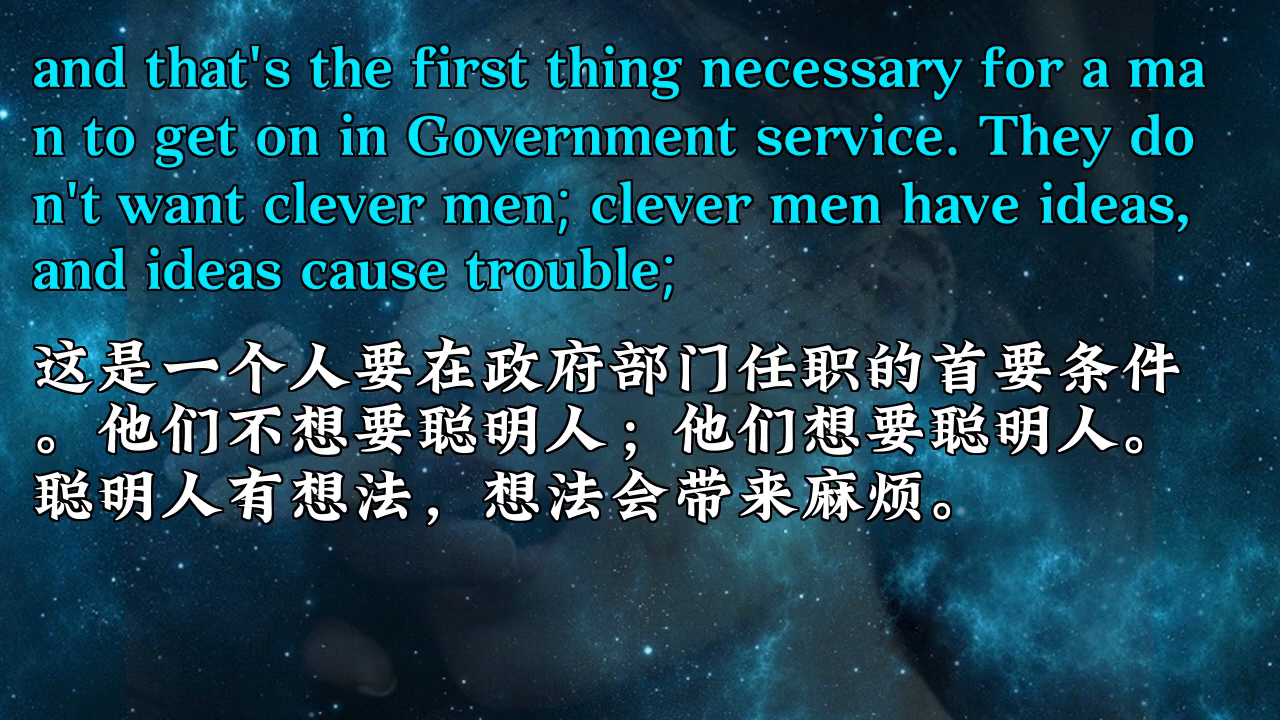 and that's the first thing necessary for a ma
n to get on in Government service. They do
n't want clever men; clever men have ideas,
and ideas cause trouble;
这是一个人要在政府部门任职的首要条件
。他们不想要聪明人；他们想要聪明人。
聪明人有想法，想法会带来麻烦。